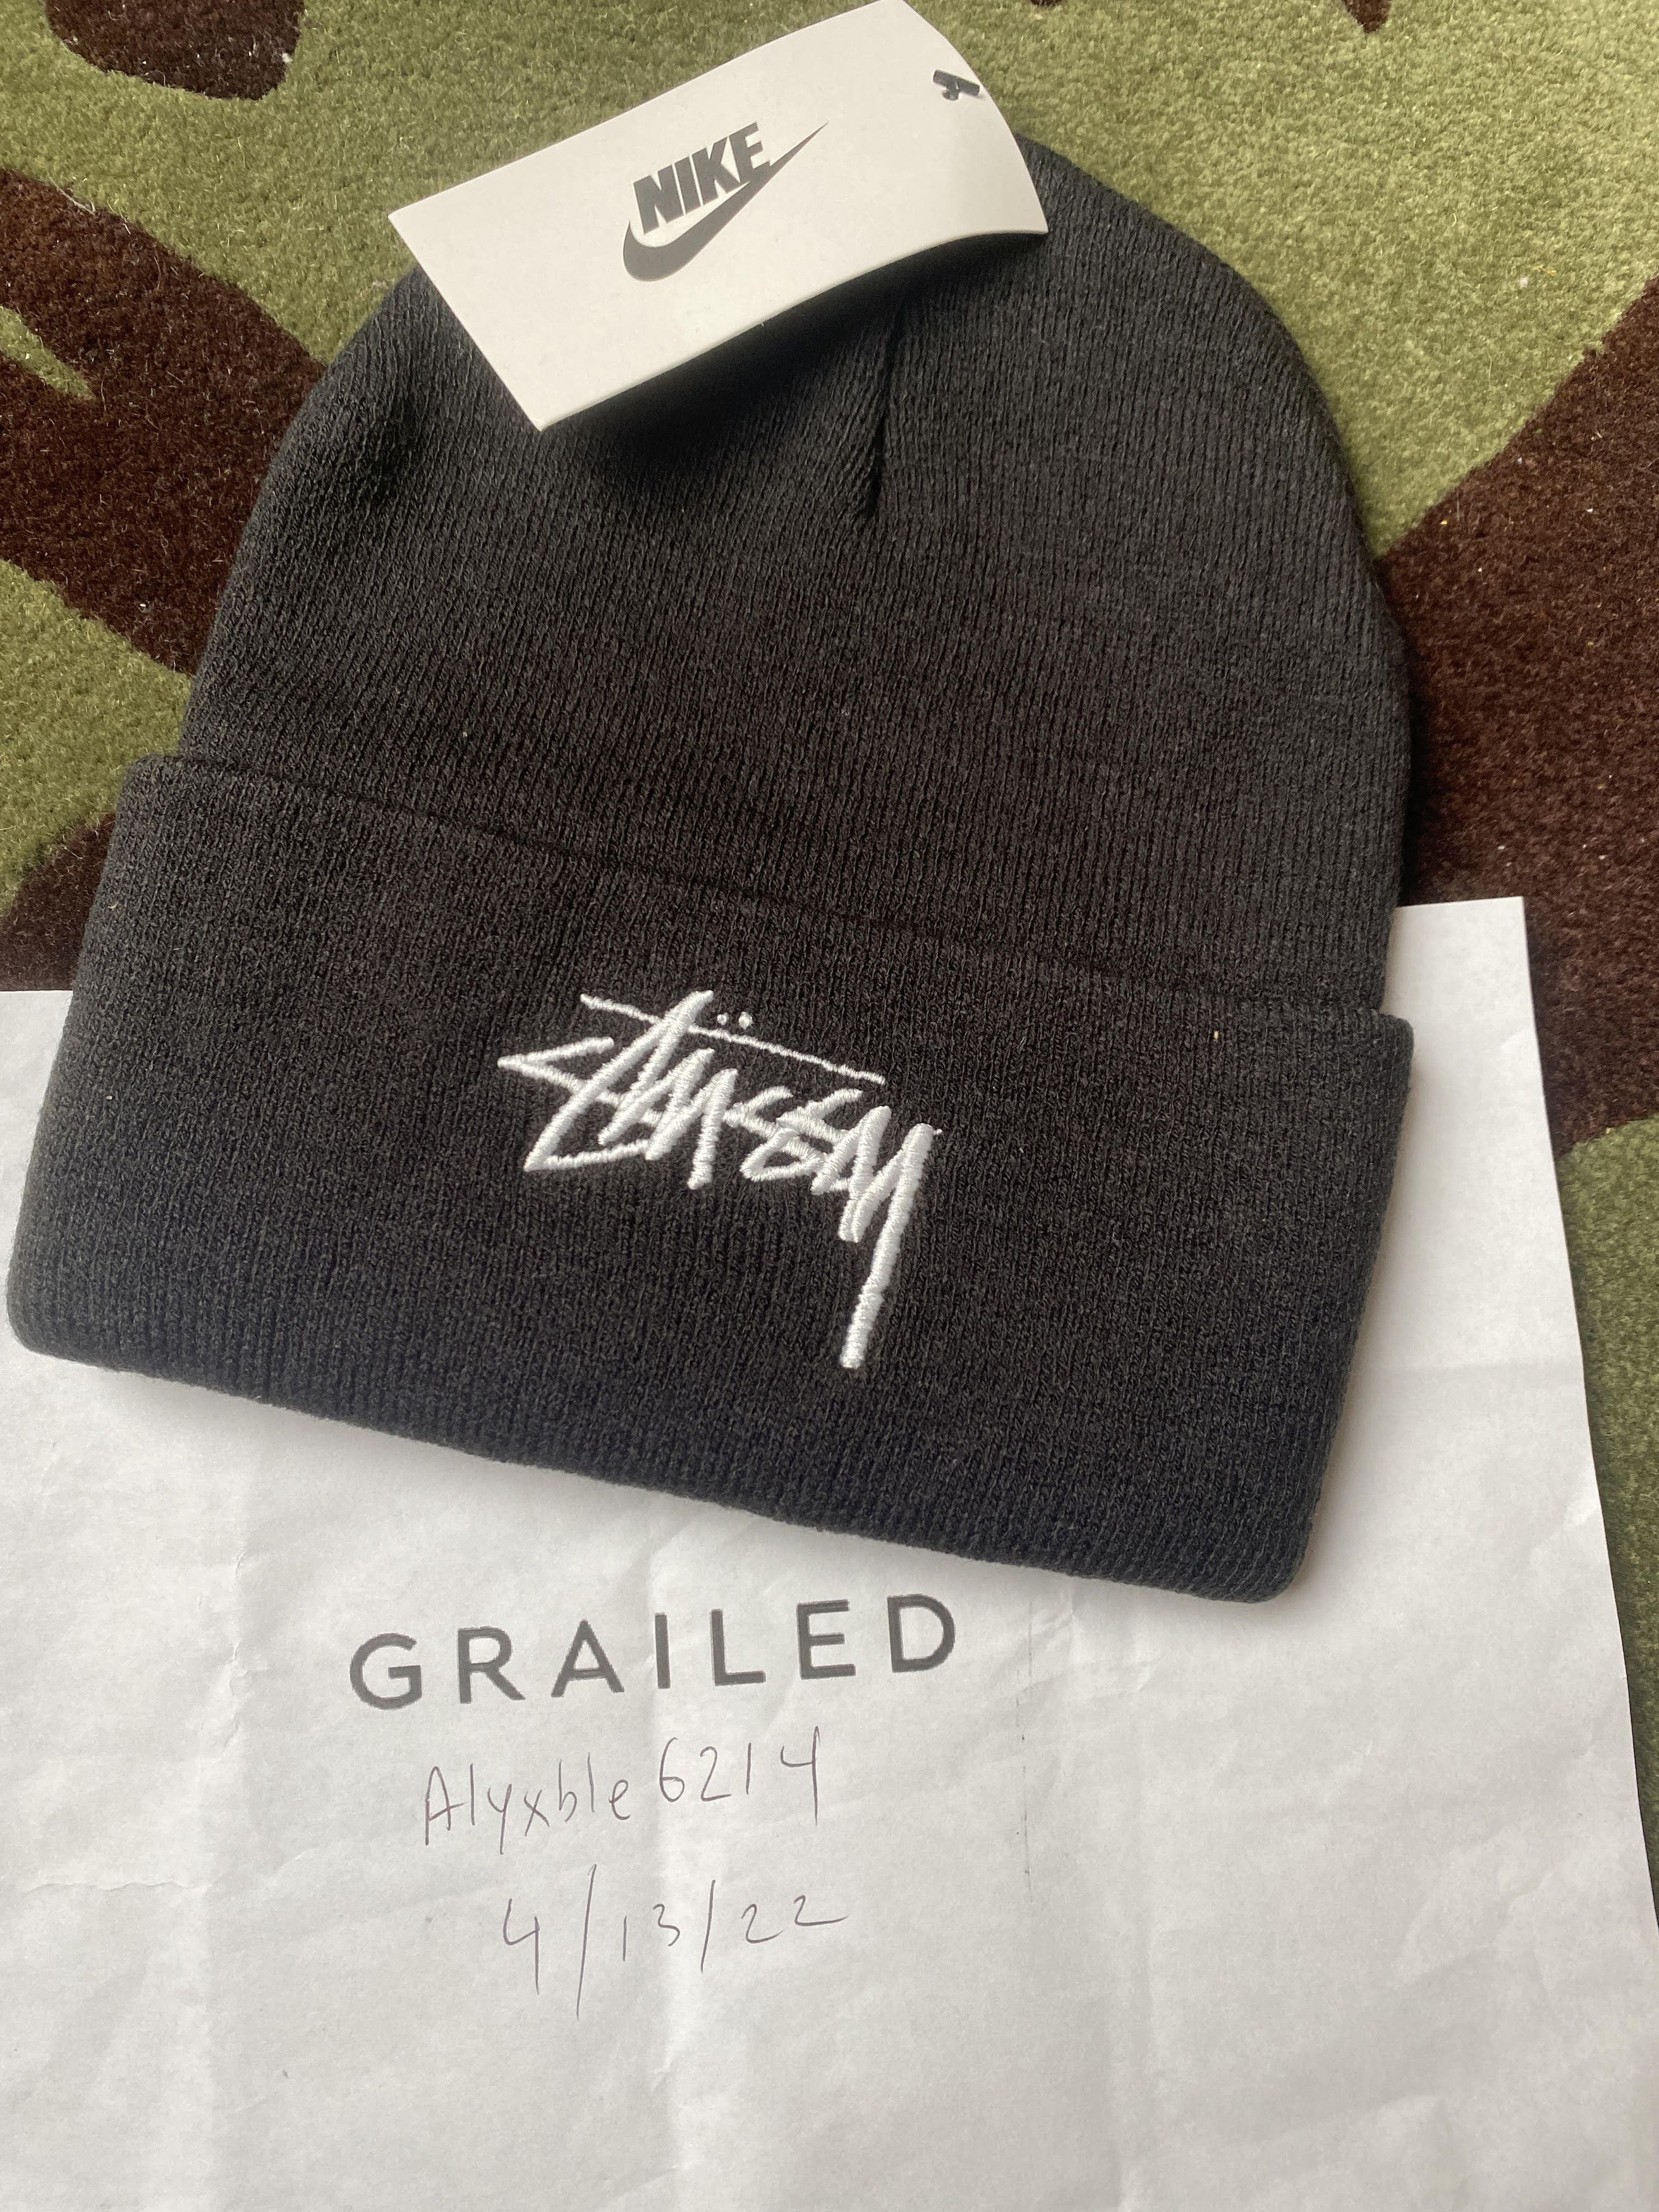 NIKE
Stüssy
GRAILED
Alyxble6214
4/13/22